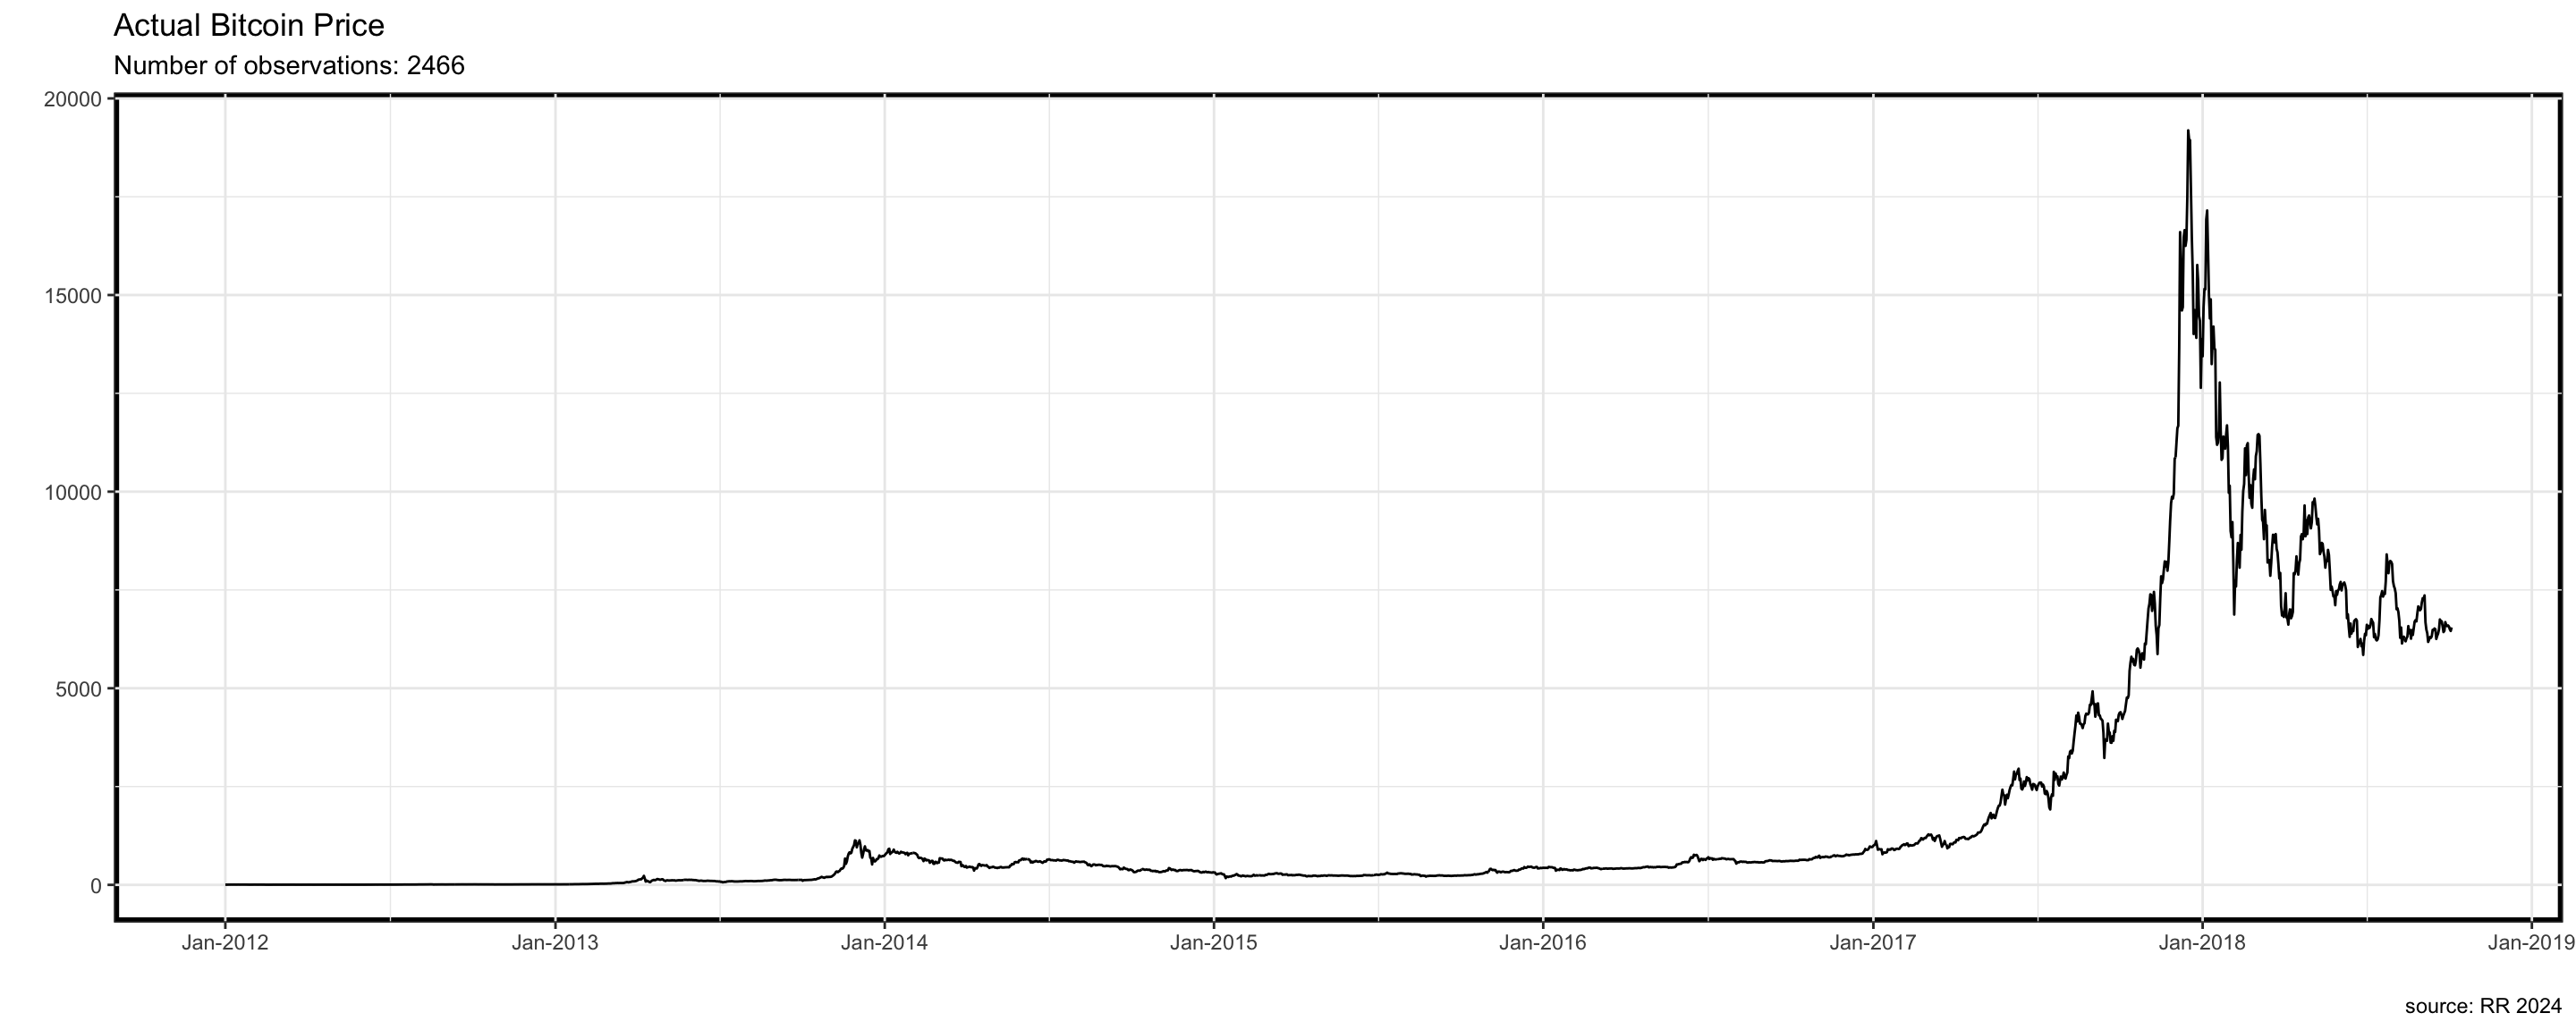 Actual Bitcoin Price
Number of observations: 2466
20000
15000
10000
5000
0
Jan-2012 Jan-2013 Jan-2014 Jan-2015 Jan-2016 Jan-2017 Jan-2018 Jan-2019
source: RR 2024